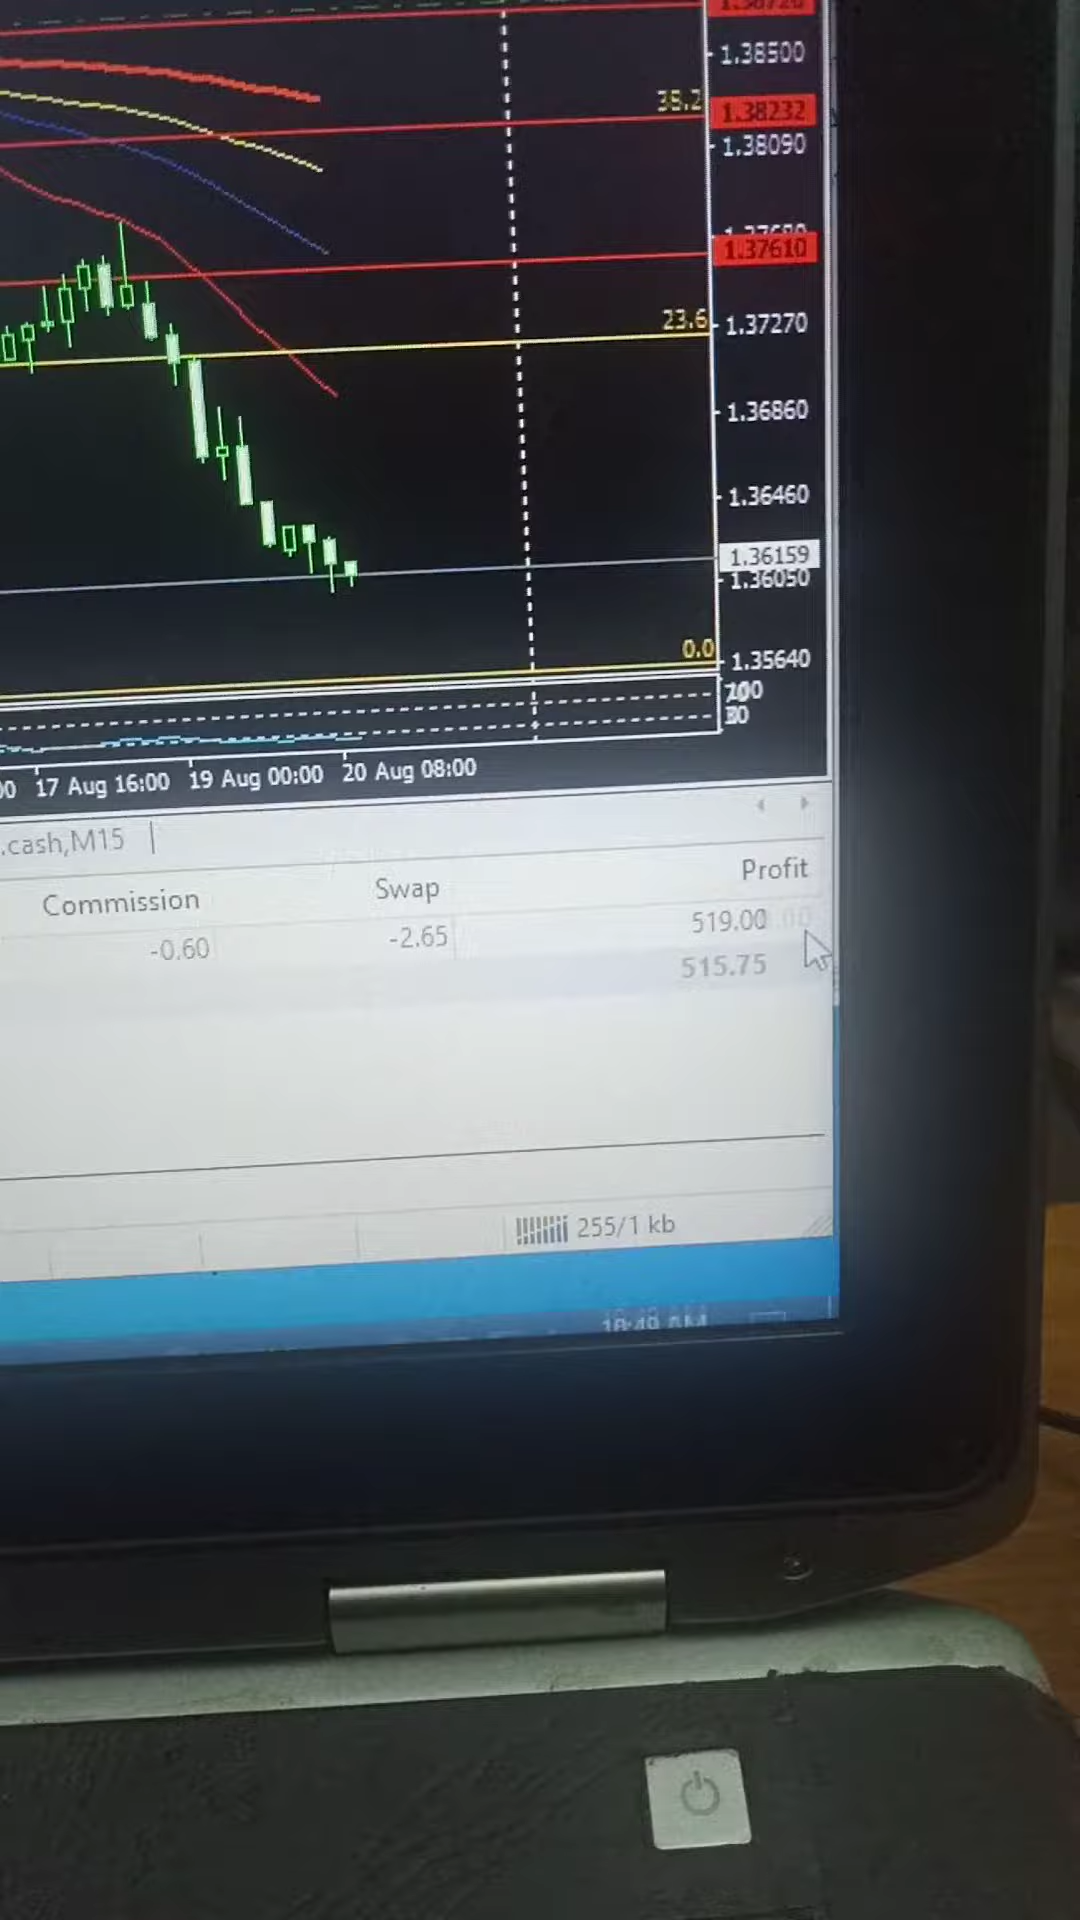 1.38500
38.2
1.38232
1.38090
1.37610
23.6
1.37270
1.36860
1.36460
1.36159
1.36050
0.0
1.35640
17 Aug 16:00 19 Aug 00:00 20 Aug 08:00
.cash,M15
Commission Swap Profit
-0.60 -2.65 519.00
515.75
255/1 kb